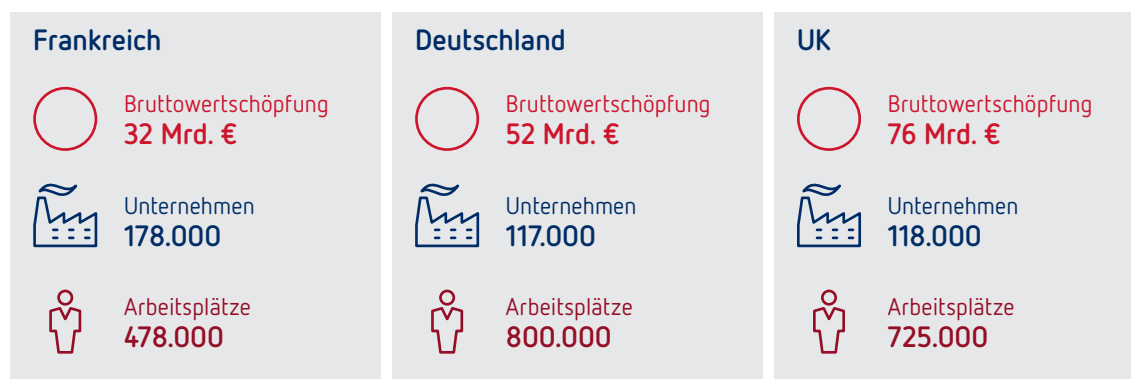 Frankreich
Bruttowertschöpfung
32 Mrd. €
Unternehmen
178.000
Arbeitsplätze
478.000
Deutschland
Bruttowertschöpfung
52 Mrd. €
Unternehmen
117.000
Arbeitsplätze
800.000
UK
Bruttowertschöpfung
76 Mrd. €
Unternehmen
118.000
Arbeitsplätze
725.000